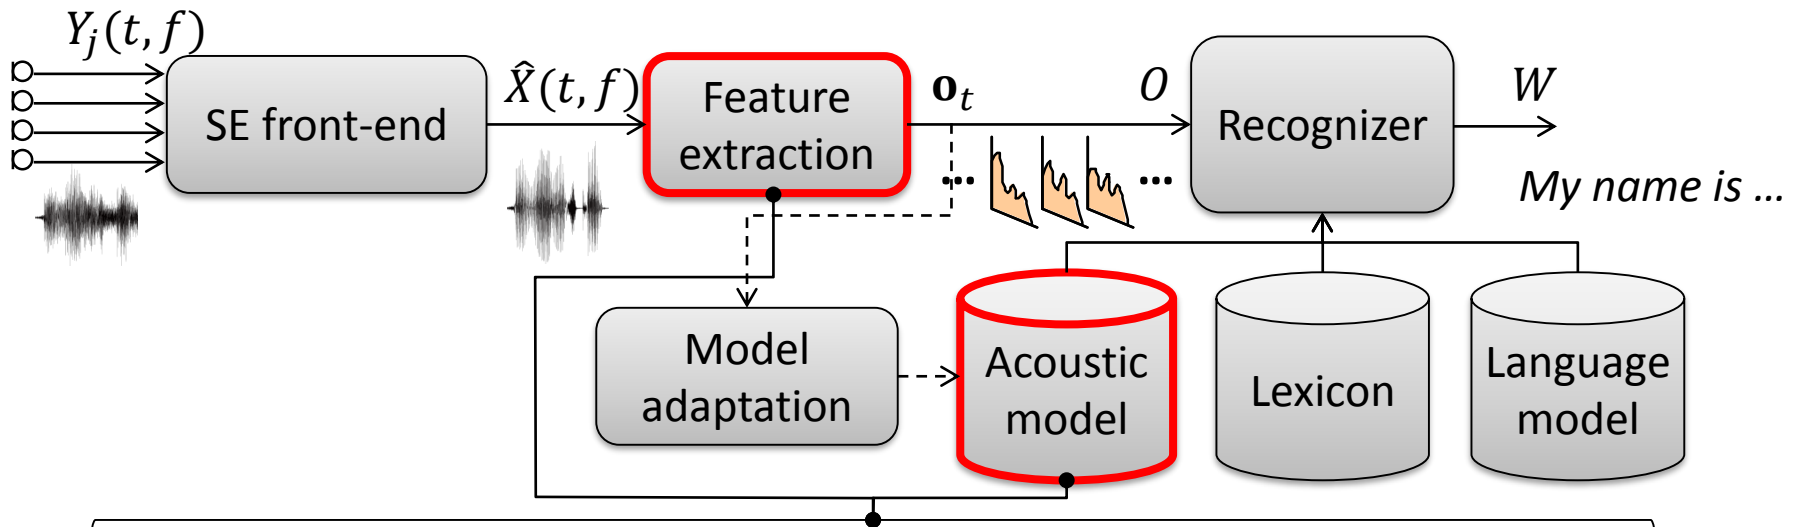 Yⱼ(t, f)
SE front-end
X̂(t, f)
Feature
extraction
𝐨ₜ
...
...
O
Recognizer
W
My name is ...
Model
adaptation
Acoustic
model
Lexicon
Language
model